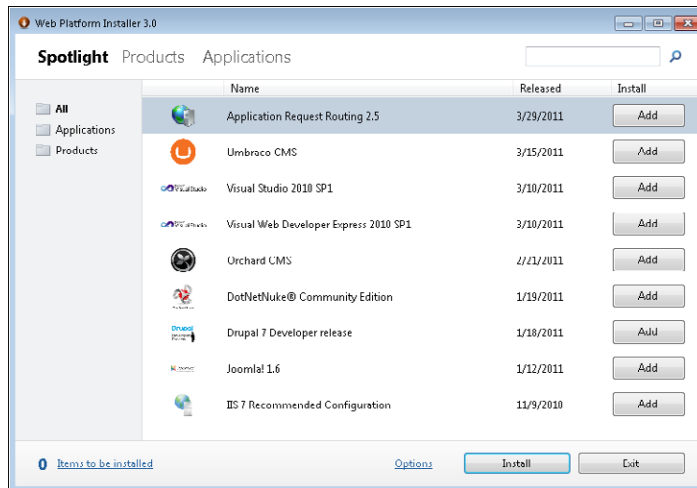 Web Platform Installer 3.0
Spotlight Products Applications
Name Released Install
All
Applications
Products
Application Request Routing 2.5 3/29/2011 Add
Umbraco CMS 3/15/2011 Add
Visual Studio 2010 SP1 3/10/2011 Add
Visual Web Developer Express 2010 SP1 3/10/2011 Add
Orchard CMS 2/21/2011 Add
DotNetNuke® Community Edition 1/19/2011 Add
Drupal Drupal 7 Developer release 1/18/2011 Add
Joomla! 1.6 1/12/2011 Add
IIS 7 Recommended Configuration 11/9/2010 Add
0 Items to be installed Options Install Exit